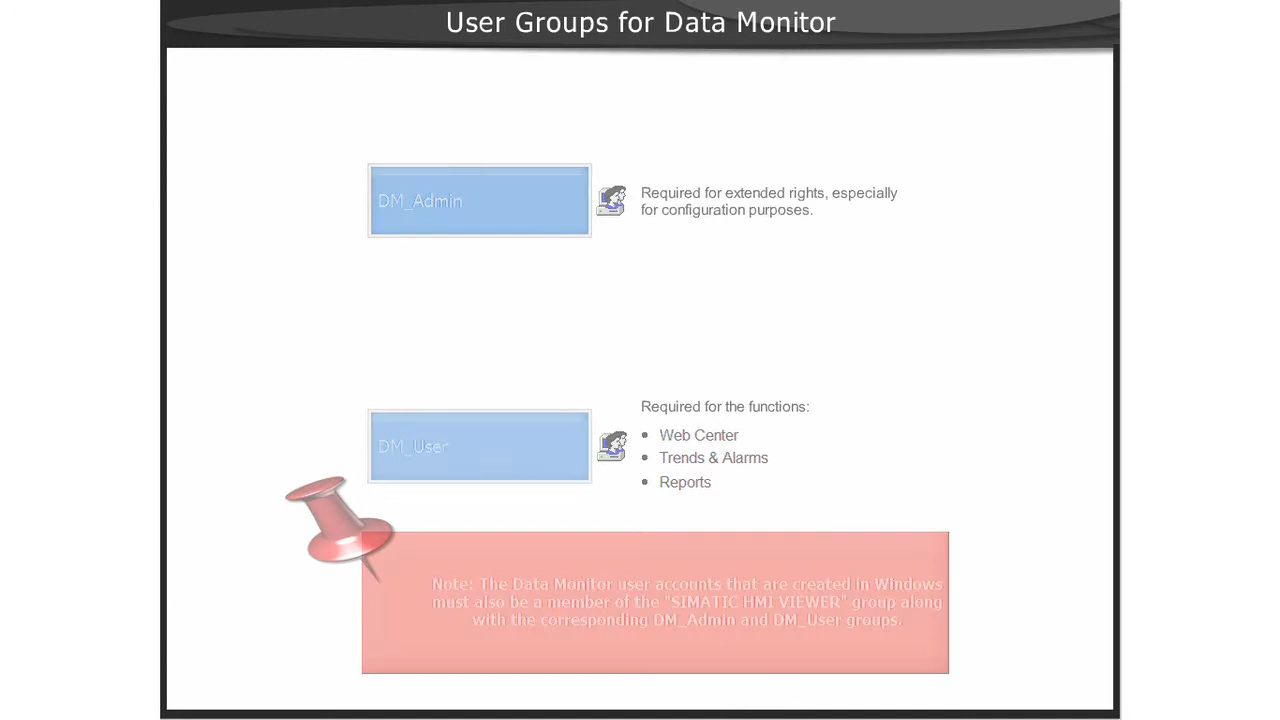 User Groups for Data Monitor
DM_Admin
Required for extended rights, especially
for configuration purposes.
DM_User
Required for the functions:
• Web Center
• Trends & Alarms
• Reports
Note: The Data Monitor user accounts that are created in Windows
must also be a member of the "SIMATIC HMI VIEWER" group along
with the corresponding DM_Admin and DM_User groups.